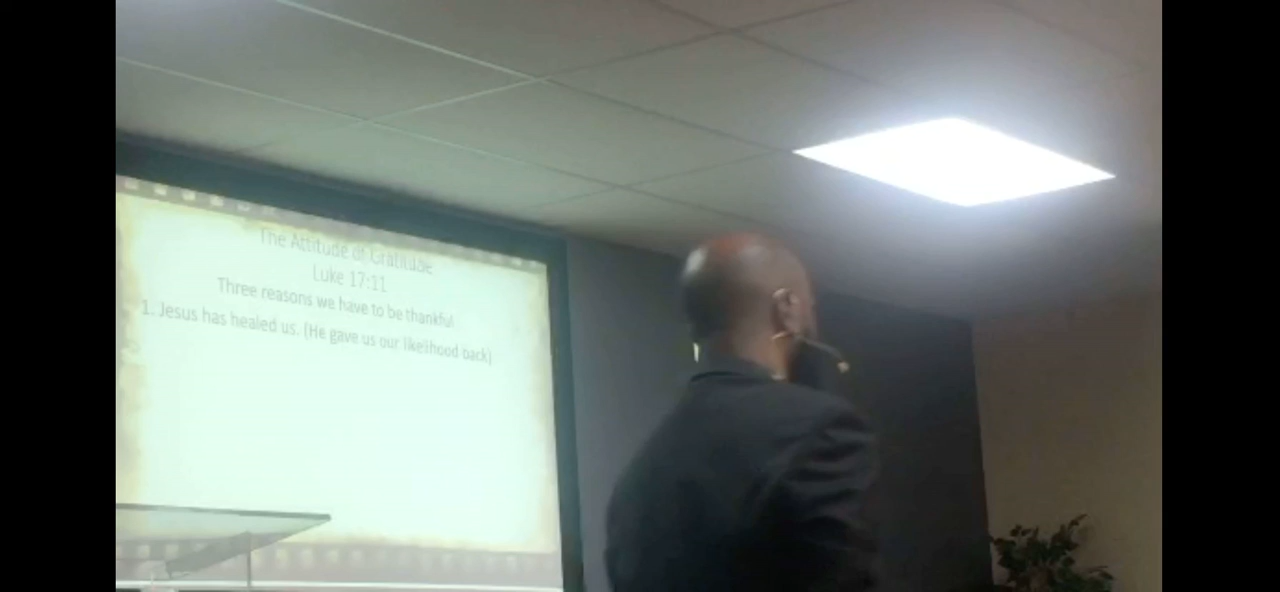 The Attitude of Gratitude
Luke 17:11
Three reasons we have to be thankful
1. Jesus has healed us. (He gave us our likelihood back)